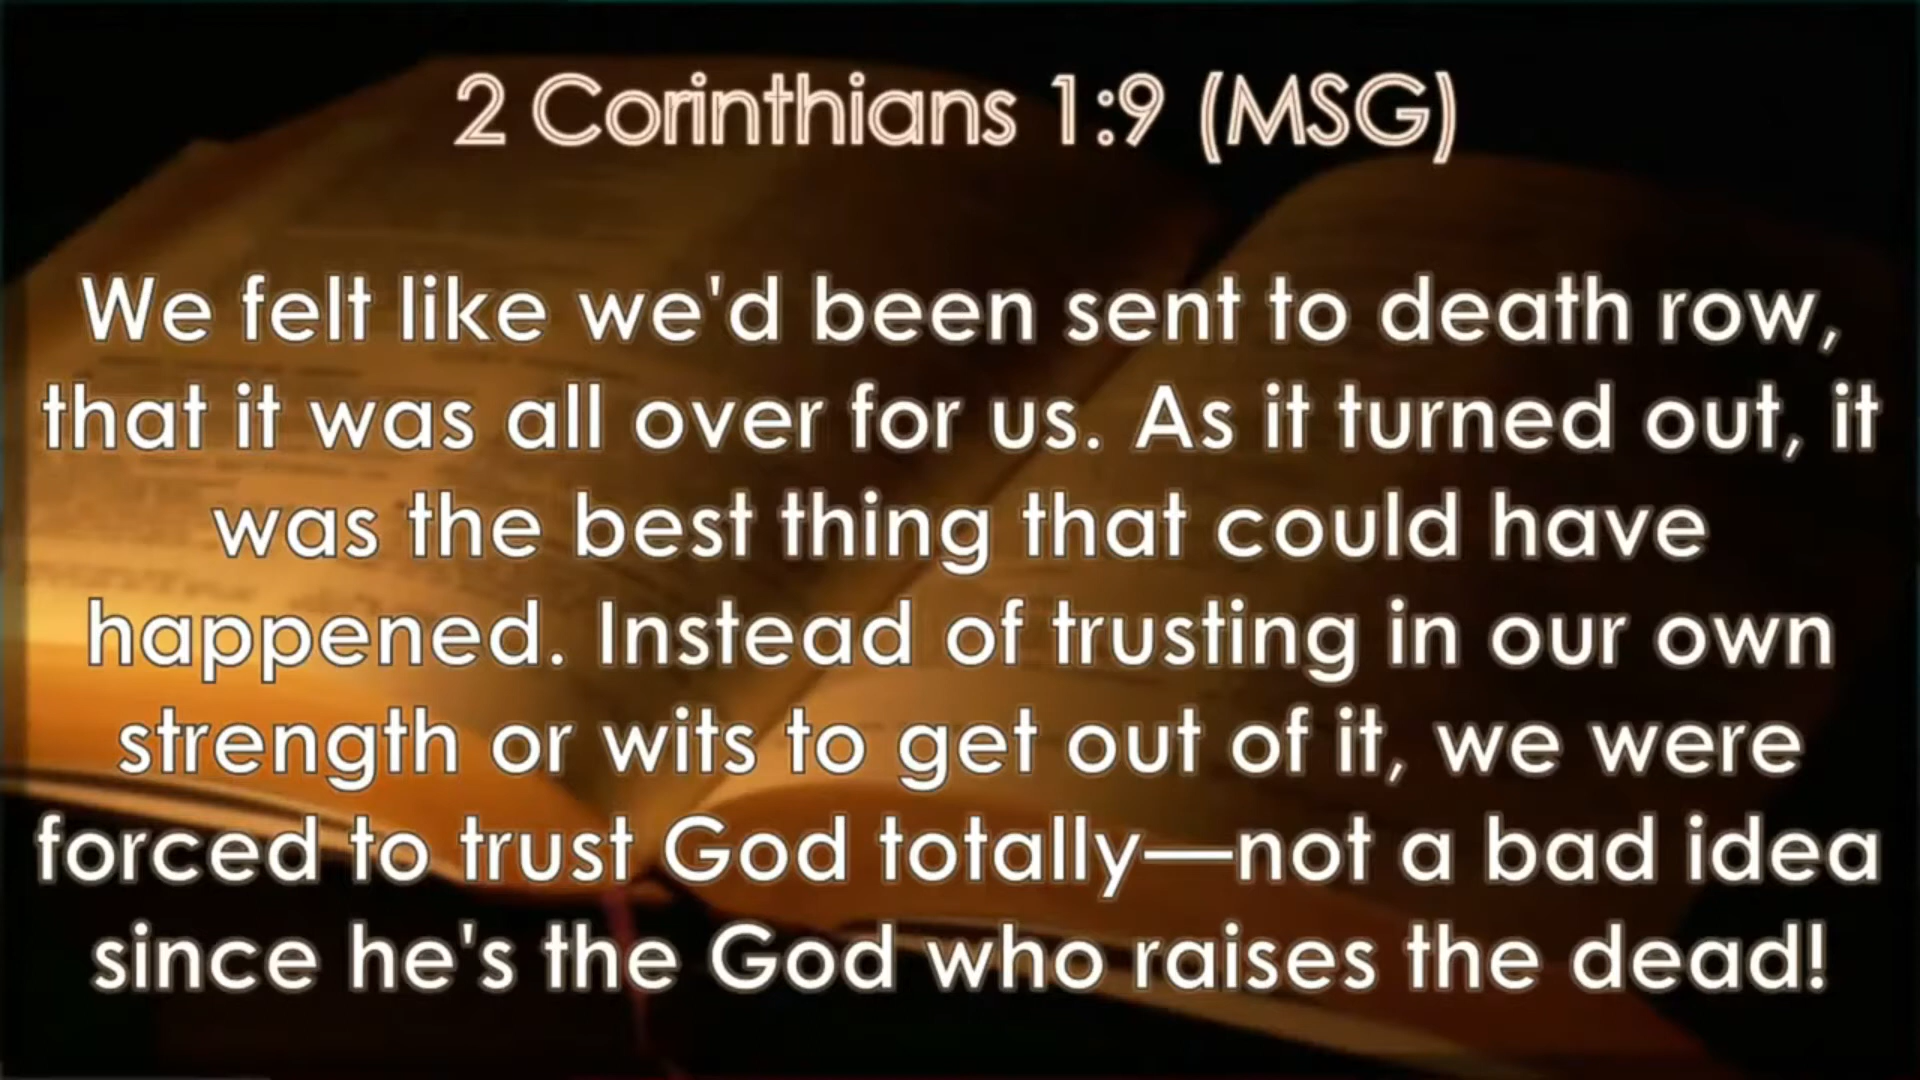 2 Corinthians 1:9 (MSG)
We felt like we'd been sent to death row,
that it was all over for us. As it turned out, it
was the best thing that could have
happened. Instead of trusting in our own
strength or wits to get out of it, we were
forced to trust God totally—not a bad idea
since he's the God who raises the dead!